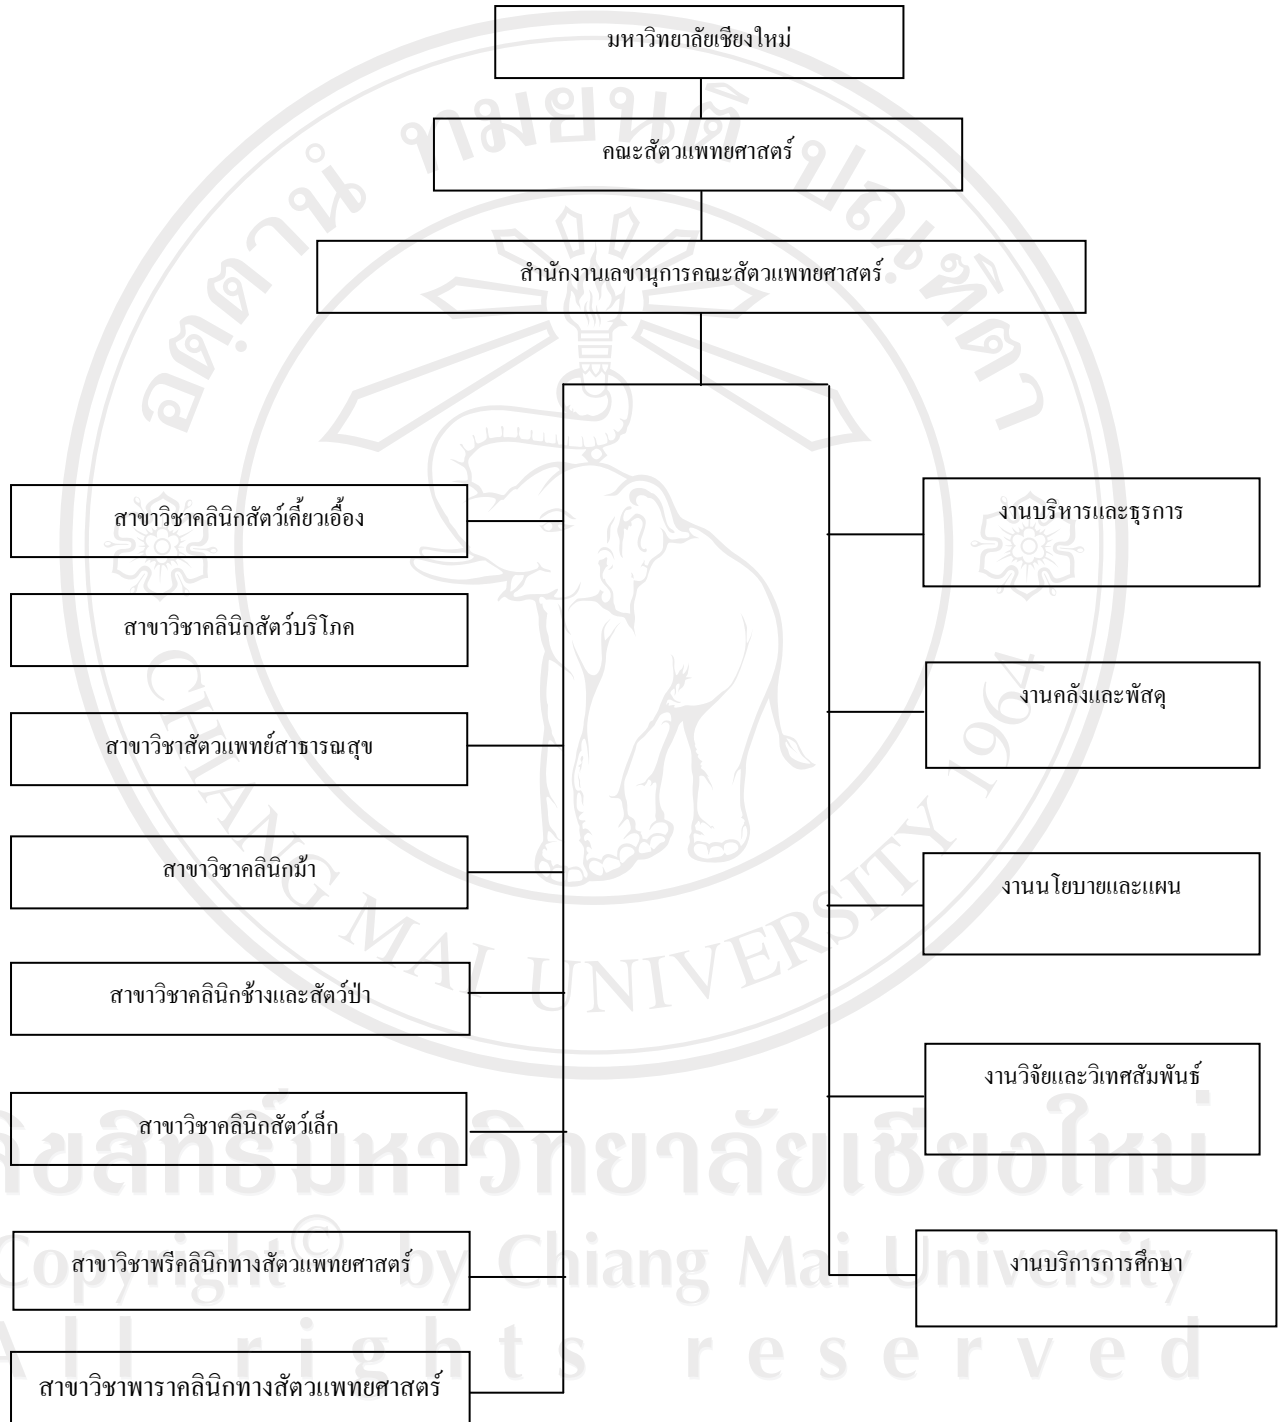 มหาวิทยาลัยเชียงใหม่
คณะสัตวแพทยศาสตร์
สำนักงานเลขานุการคณะสัตวแพทยศาสตร์
สาขาวิชาคลินิกสัตว์เคี้ยวเอื้อง
สาขาวิชาคลินิกสัตว์บริโภค
สาขาวิชาสัตวแพทย์สาธารณสุข
สาขาวิชาคลินิกม้า
สาขาวิชาคลินิกช้างและสัตว์ป่า
สาขาวิชาคลินิกสัตว์เล็ก
สาขาวิชาพรีคลินิกทางสัตวแพทยศาสตร์
สาขาวิชาพาราคลินิกทางสัตวแพทยศาสตร์
งานบริหารและธุรการ
งานคลังและพัสดุ
งานนโยบายและแผน
งานวิจัยและวิเทศสัมพันธ์
งานบริการการศึกษา
อตฺตานํ ทมยนฺติ ปณฺฑิตา
CHIANG MAI UNIVERSITY 1964
ลิขสิทธิ์มหาวิทยาลัยเชียงใหม่
Copyright © by Chiang Mai University
All rights reserved